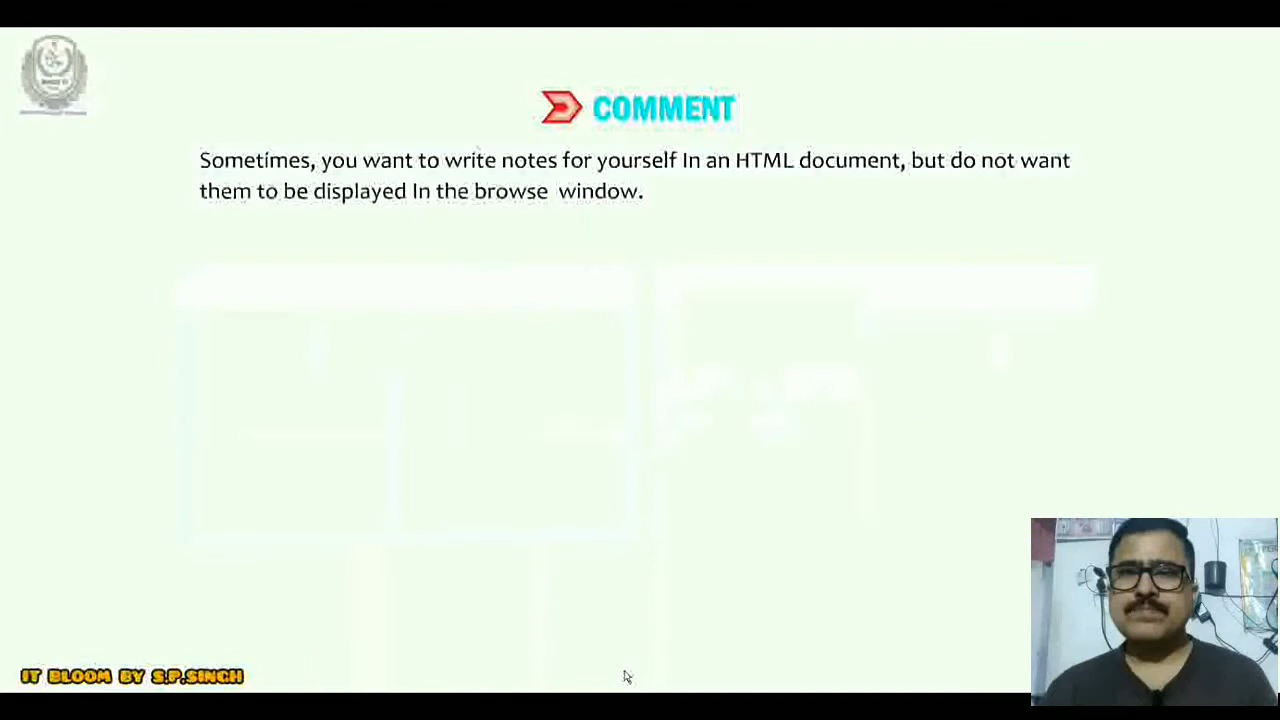 COMMENT
Sometimes, you want to write notes for yourself In an HTML document, but do not want
them to be displayed In the browse window.
IT BLOOM BY S.P.SINGH